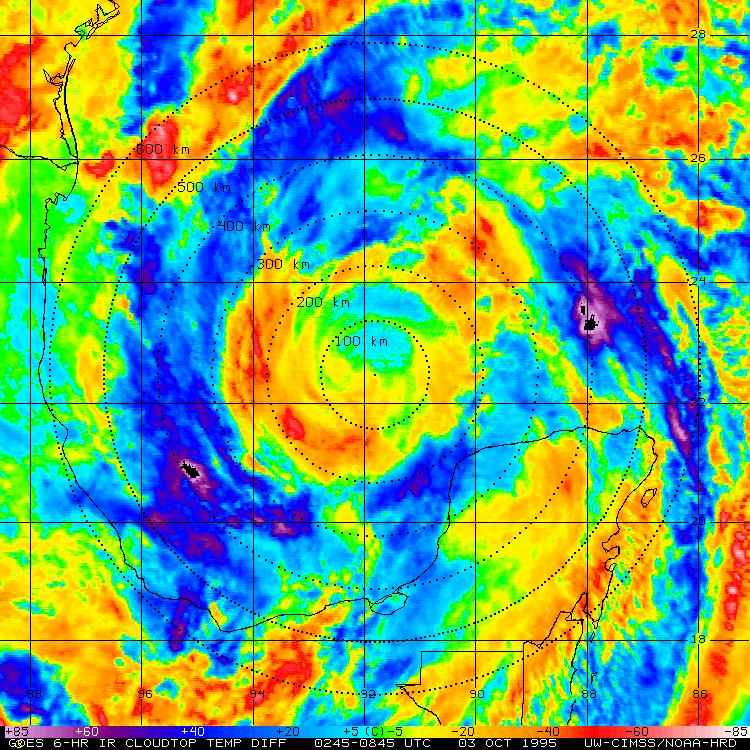 28
600 km
26
500 km
400 km
300 km
24
200 km
100 km
22
20
18
98 96 94 92 90 88 86
+85 +60 +40 +20 +5 (C) -5 -20 -40 -60 -85
GOES 6-HR IR CLOUDTOP TEMP DIFF 0245-0845 UTC 03 OCT 1995 UW-CIMSS/NOAA-HRD